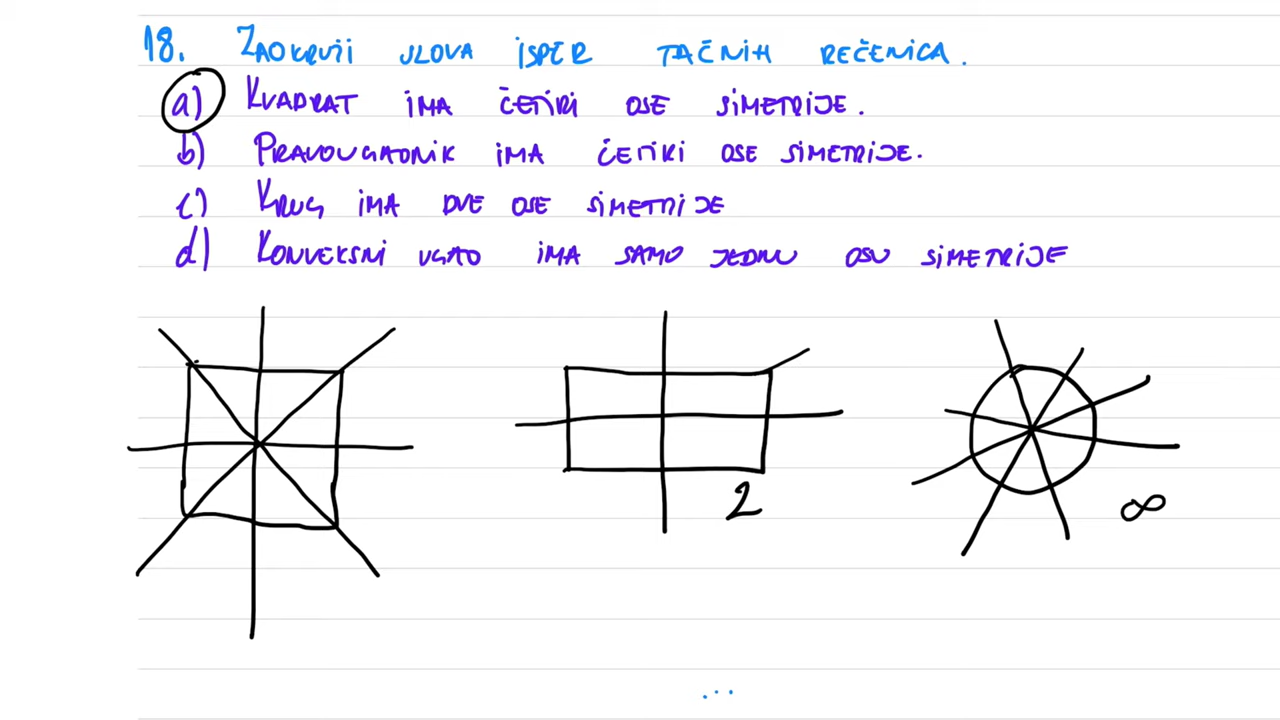 18. ZAOKRUŽI SLOVA ISPER TAČNIH REČENICA.
a) KVADRAT IMA ČETIRI OSE SIMETRIJE.
b) PRAVOUGAONIK IMA ČETIRI OSE SIMETRIJE.
c) KRUG IMA DVE OSE SIMETRIJE
d) KONVEKSNI UGAO IMA SAMO JEDNU OSU SIMETRIJE
2
∞
...